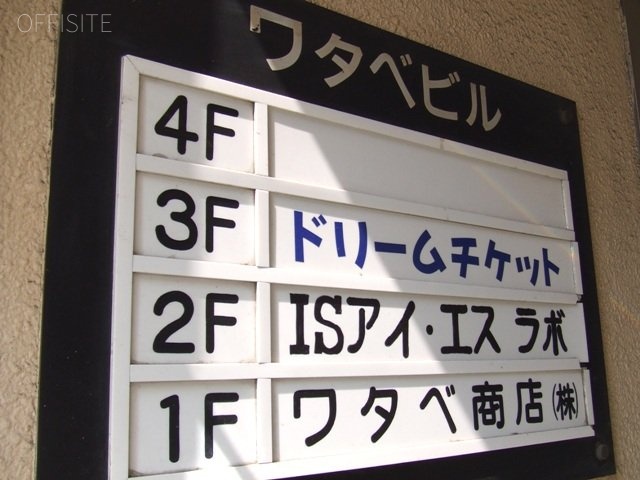 OFFISITE
ワタベビル
4F
3F ドリームチケット
2F ISアイ・エス ラボ
1F ワタベ商店(株)